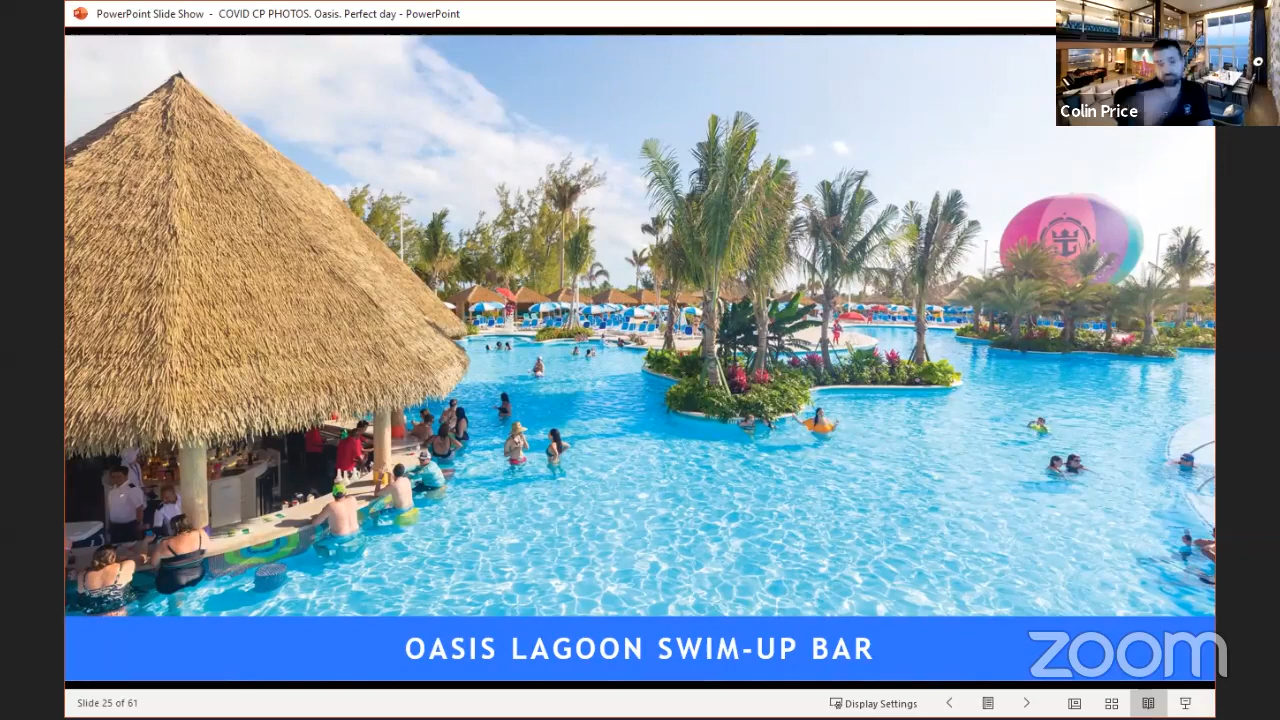 PowerPoint Slide Show - COVID CP PHOTOS. Oasis. Perfect day - PowerPoint
Colin Price
OASIS LAGOON SWIM-UP BAR
zoom
Slide 25 of 61
Display Settings